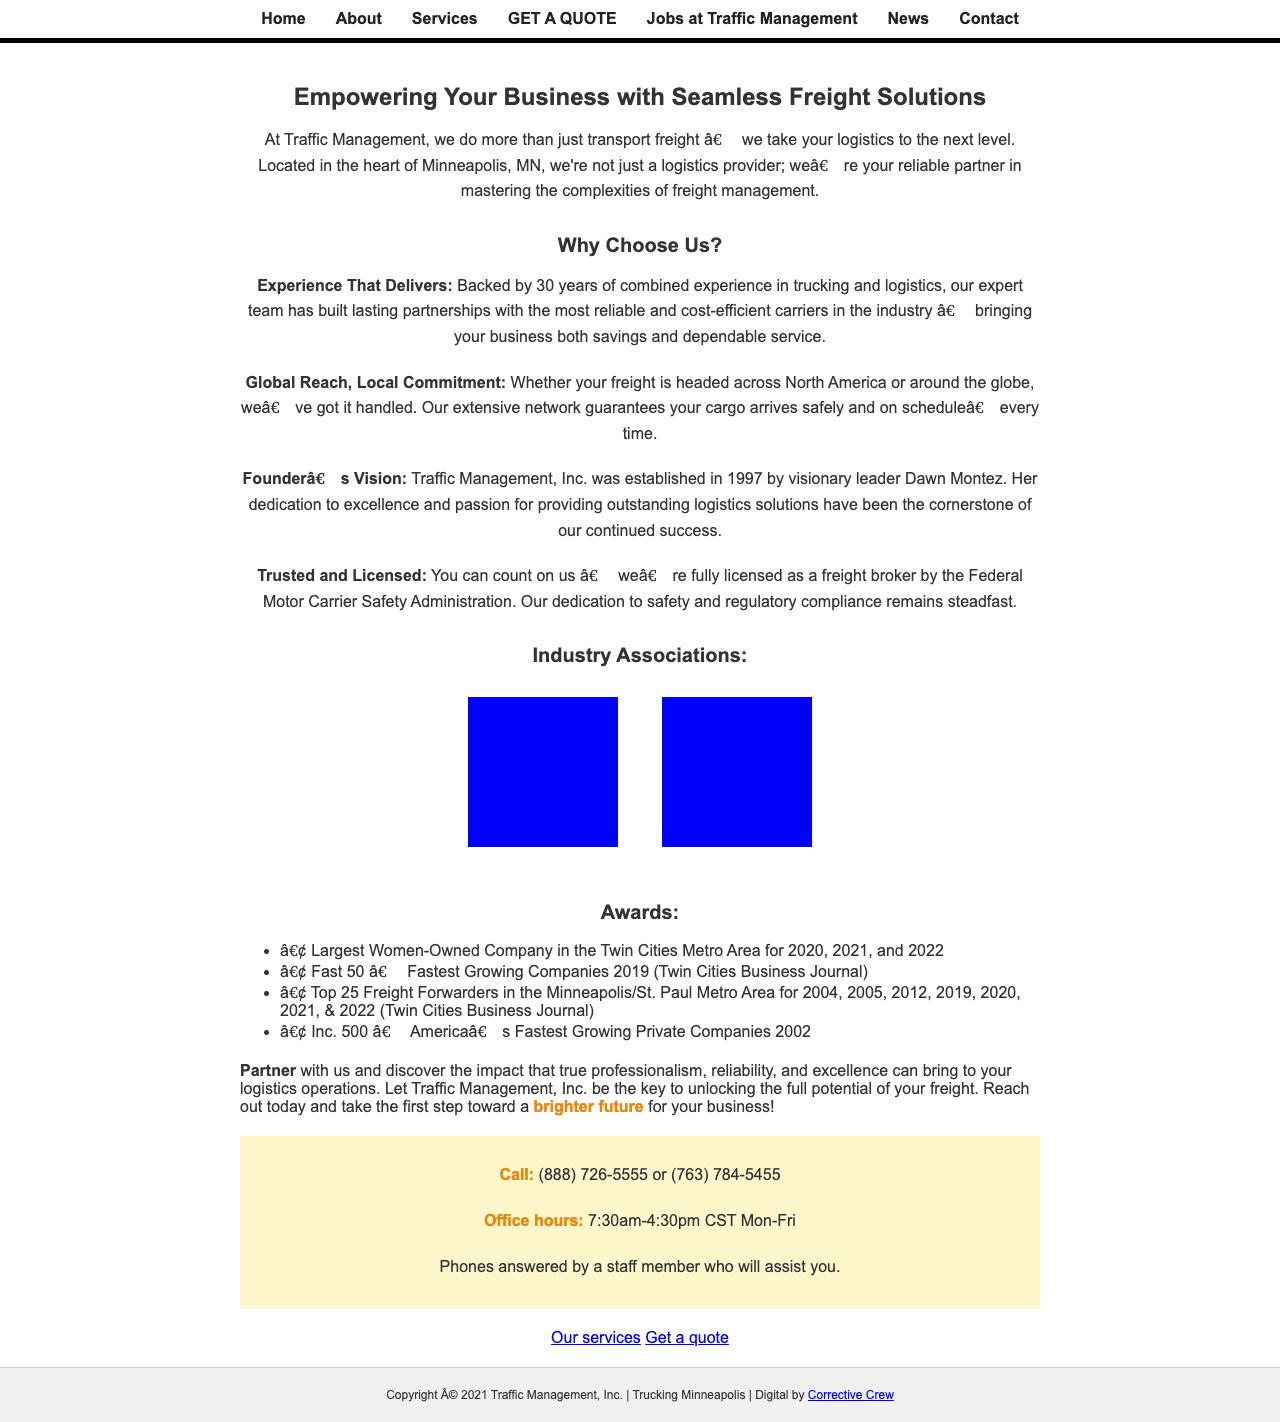 Home About Services GET A QUOTE Jobs at Traffic Management News Contact
Empowering Your Business with Seamless Freight Solutions
At Traffic Management, we do more than just transport freight â€ we take your logistics to the next level.
Located in the heart of Minneapolis, MN, we're not just a logistics provider; weâ€ re your reliable partner in
mastering the complexities of freight management.
Why Choose Us?
Experience That Delivers: Backed by 30 years of combined experience in trucking and logistics, our expert
team has built lasting partnerships with the most reliable and cost-efficient carriers in the industry â€ bringing
your business both savings and dependable service.
Global Reach, Local Commitment: Whether your freight is headed across North America or around the globe,
weâ€ ve got it handled. Our extensive network guarantees your cargo arrives safely and on scheduleâ€ every
time.
Founderâ€ s Vision: Traffic Management, Inc. was established in 1997 by visionary leader Dawn Montez. Her
dedication to excellence and passion for providing outstanding logistics solutions have been the cornerstone of
our continued success.
Trusted and Licensed: You can count on us â€ weâ€ re fully licensed as a freight broker by the Federal
Motor Carrier Safety Administration. Our dedication to safety and regulatory compliance remains steadfast.
Industry Associations:
Awards:
• â€¢ Largest Women-Owned Company in the Twin Cities Metro Area for 2020, 2021, and 2022
• â€¢ Fast 50 â€ Fastest Growing Companies 2019 (Twin Cities Business Journal)
• â€¢ Top 25 Freight Forwarders in the Minneapolis/St. Paul Metro Area for 2004, 2005, 2012, 2019, 2020,
2021, & 2022 (Twin Cities Business Journal)
• â€¢ Inc. 500 â€ Americaâ€ s Fastest Growing Private Companies 2002
Partner with us and discover the impact that true professionalism, reliability, and excellence can bring to your
logistics operations. Let Traffic Management, Inc. be the key to unlocking the full potential of your freight. Reach
out today and take the first step toward a brighter future for your business!
Call: (888) 726-5555 or (763) 784-5455
Office hours: 7:30am-4:30pm CST Mon-Fri
Phones answered by a staff member who will assist you.
Our services Get a quote
Copyright Â© 2021 Traffic Management, Inc. | Trucking Minneapolis | Digital by Corrective Crew